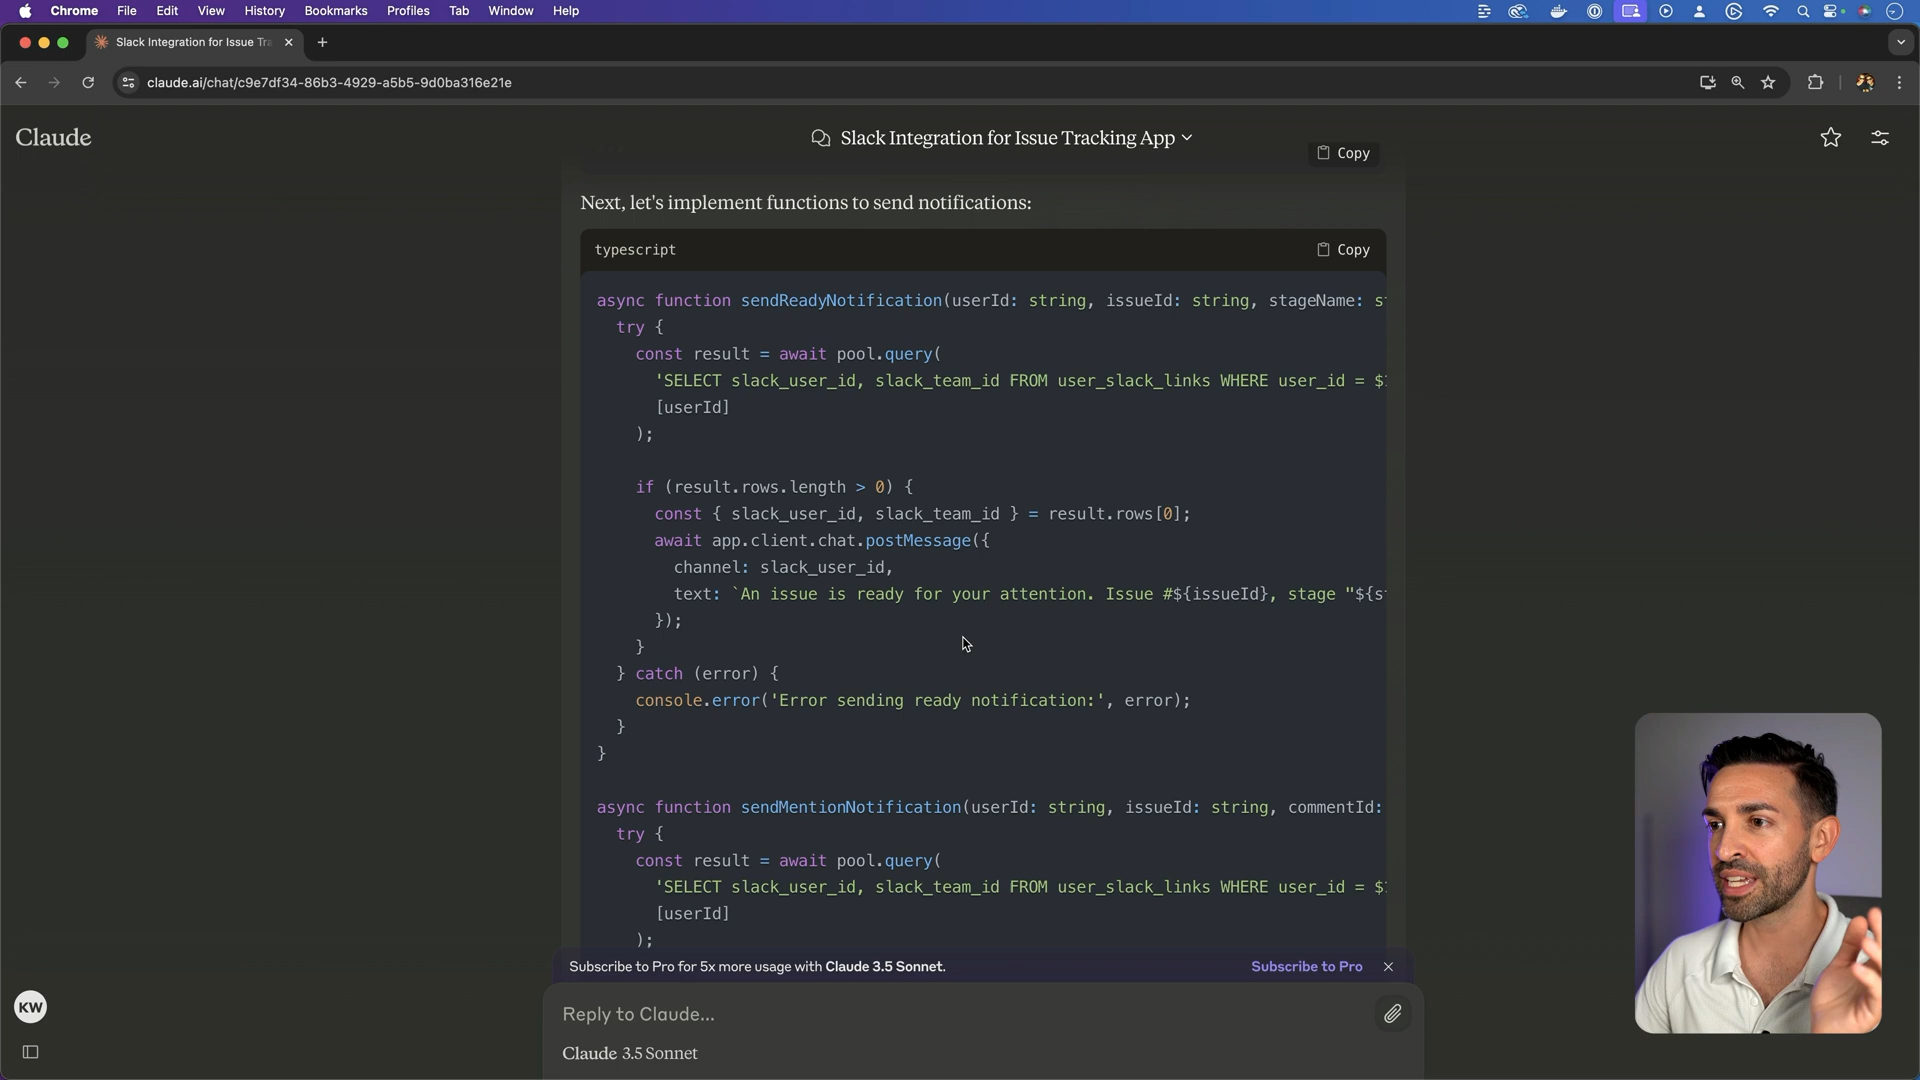 Chrome File Edit View History Bookmarks Profiles Tab Window Help
Slack Integration for Issue Tra
claude.ai/chat/c9e7df34-86b3-4929-a5b5-9d0ba316e21e
Claude
Slack Integration for Issue Tracking App
Copy
Next, let's implement functions to send notifications:
typescript
Copy
async function sendReadyNotification(userId: string, issueId: string, stageName: st
try {
const result = await pool.query(
'SELECT slack_user_id, slack_team_id FROM user_slack_links WHERE user_id = $1
[userId]
);
if (result.rows.length > 0) {
const { slack_user_id, slack_team_id } = result.rows[0];
await app.client.chat.postMessage({
channel: slack_user_id,
text: `An issue is ready for your attention. Issue #${issueId}, stage "${st
});
}
} catch (error) {
console.error('Error sending ready notification:', error);
}
}
async function sendMentionNotification(userId: string, issueId: string, commentId:
try {
const result = await pool.query(
'SELECT slack_user_id, slack_team_id FROM user_slack_links WHERE user_id = $1
[userId]
);
Subscribe to Pro for 5x more usage with Claude 3.5 Sonnet.
Subscribe to Pro
KW
Reply to Claude...
Claude 3.5 Sonnet